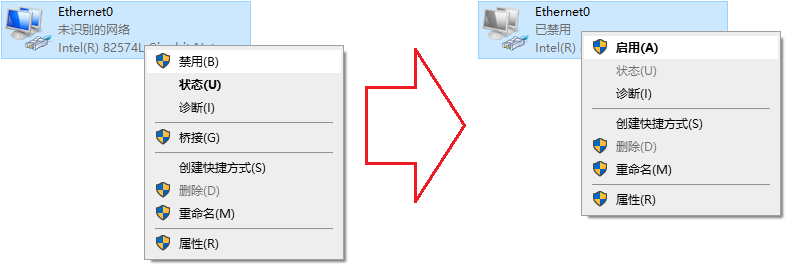 Ethernet0
未识别的网络
Intel(R) 82574L Gigabit Net
禁用(B)
状态(U)
诊断(I)
桥接(G)
创建快捷方式(S)
删除(D)
重命名(M)
属性(R)
Ethernet0
已禁用
Intel(R)
启用(A)
状态(U)
诊断(I)
创建快捷方式(S)
删除(D)
重命名(M)
属性(R)